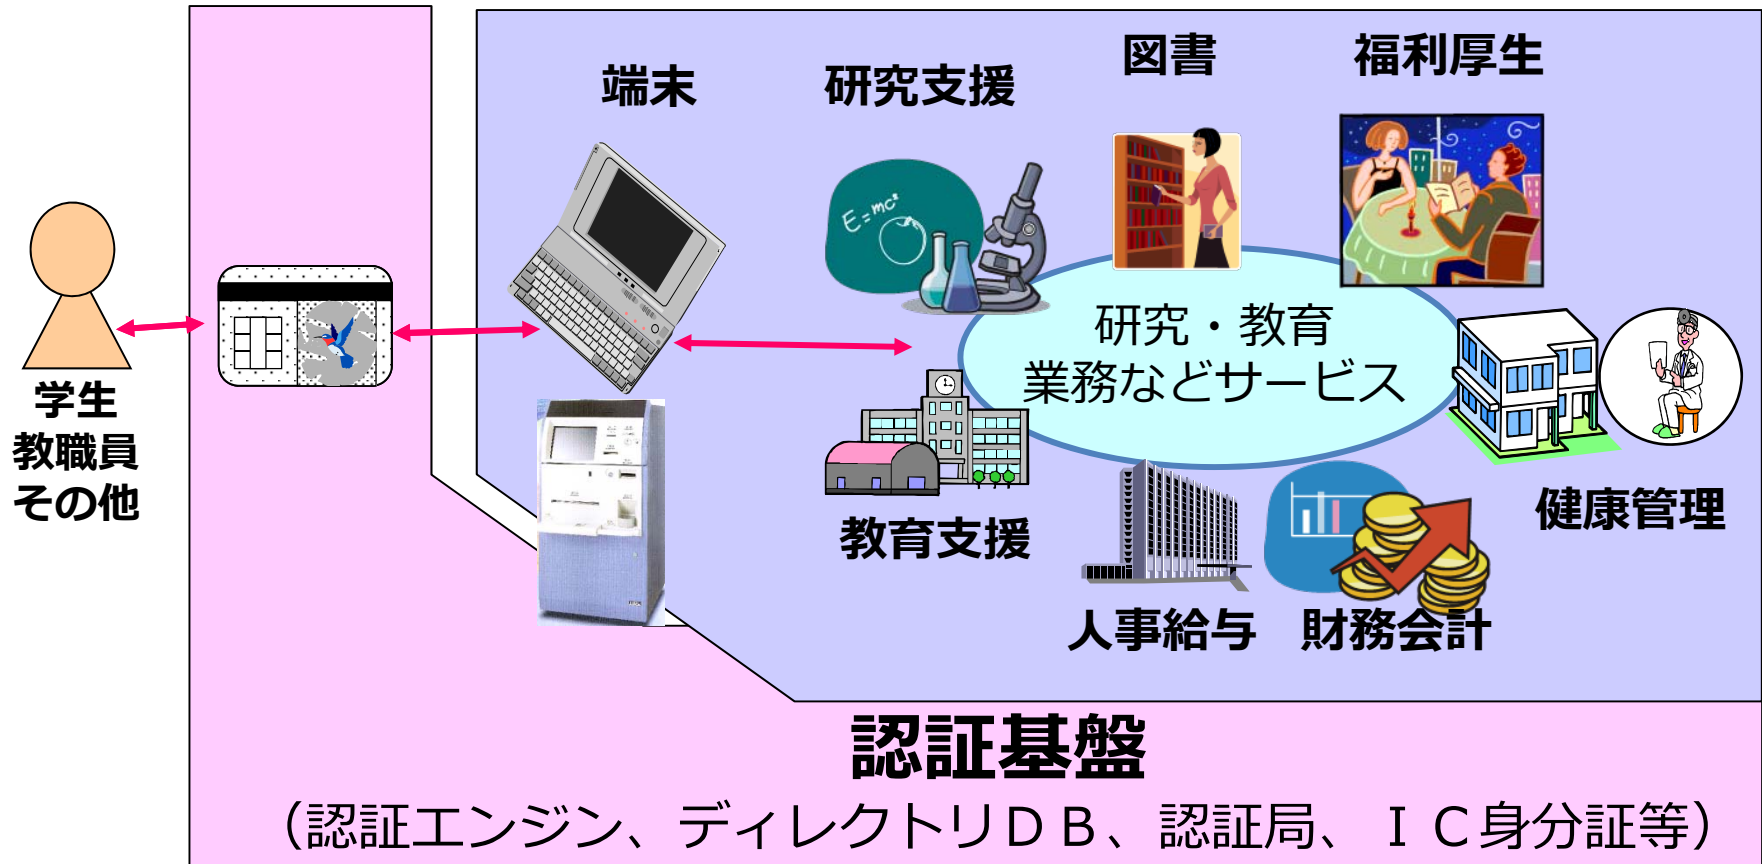 図書
福利厚生
端末
研究支援
E=mc²
研究・教育
業務などサービス
学生
教職員
その他
健康管理
教育支援
人事給与
財務会計
認証基盤
（認証エンジン、ディレクトリＤＢ、認証局、ＩＣ身分証等）